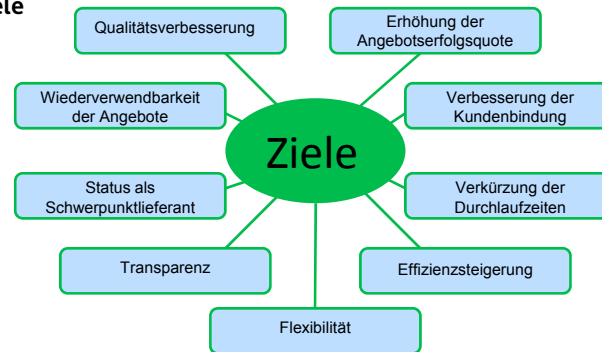 Qualitätsverbesserung
Erhöhung der
Angebotserfolgsquote
Wiederverwendbarkeit
der Angebote
Verbesserung der
Kundenbindung
Ziele
Status als
Schwerpunktlieferant
Verkürzung der
Durchlaufzeiten
Transparenz
Effizienzsteigerung
Flexibilität